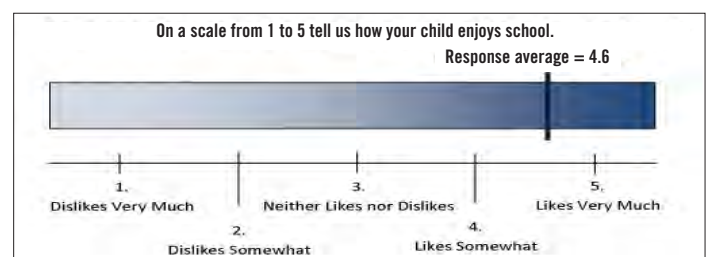 On a scale from 1 to 5 tell us how your child enjoys school.
Response average = 4.6
1.
Dislikes Very Much
2.
Dislikes Somewhat
3.
Neither Likes nor Dislikes
4.
Likes Somewhat
5.
Likes Very Much